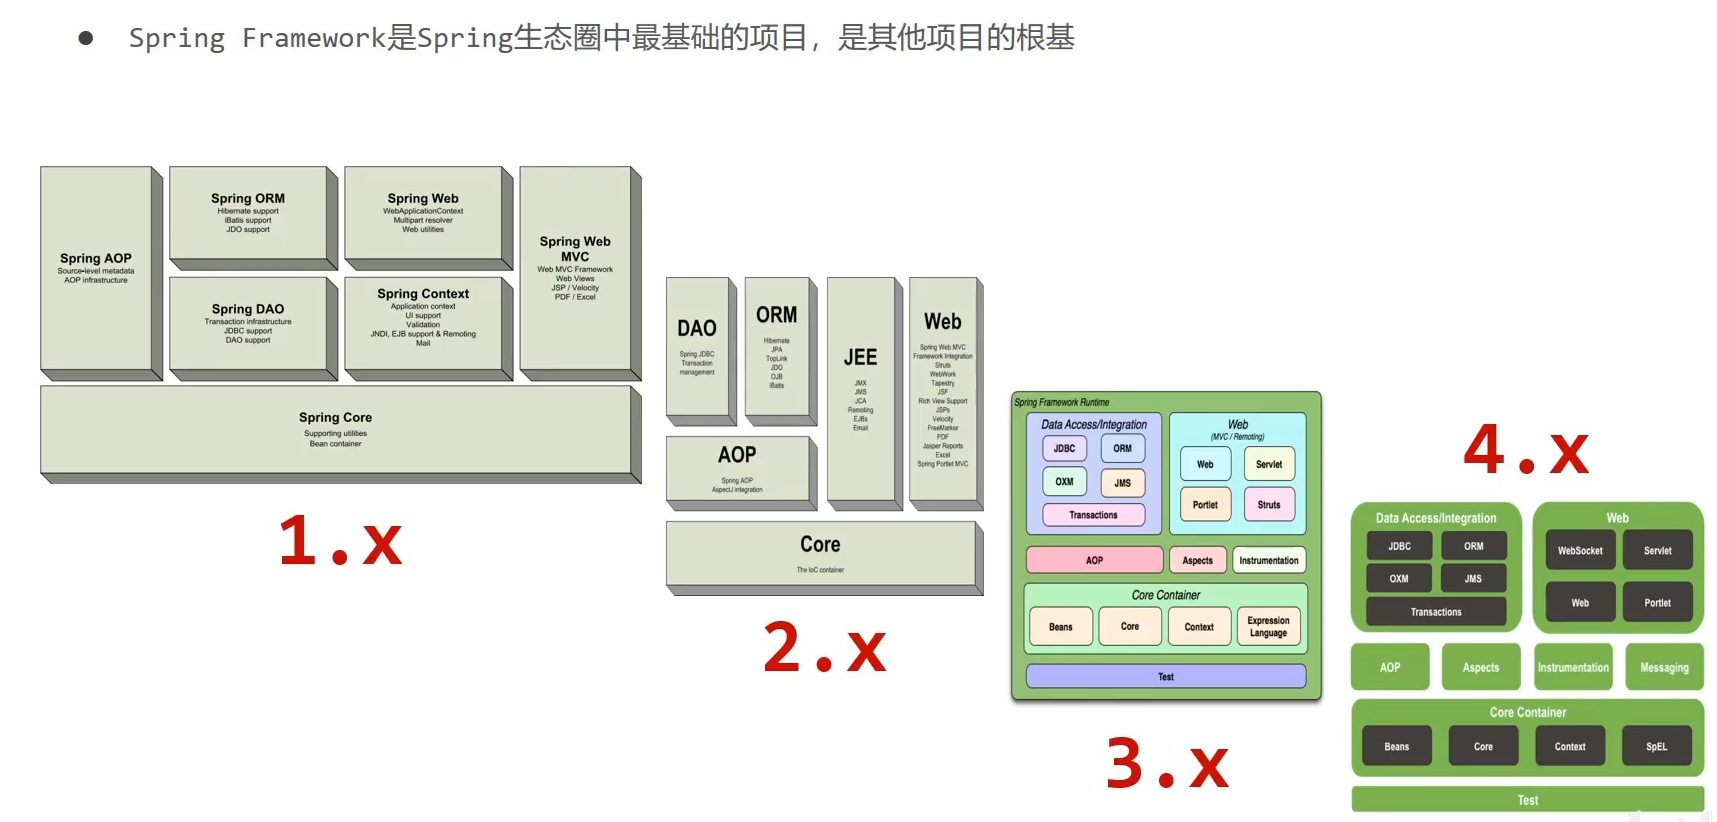 ● Spring Framework是Spring生态圈中最基础的项目，是其他项目的根基
Spring AOP
Source-level metadata
AOP infrastructure
Spring ORM
Hibernate support
iBatis support
JDO support
Spring Web
WebApplicationContext
Multipart resolver
Web utilities
Spring DAO
Transaction infrastructure
JDBC support
DAO support
Spring Context
Application context
UI support
Validation
JNDI, EJB support & Remoting
Mail
Spring Web
MVC
Web MVC Framework
Web Views
JSP / Velocity
PDF / Excel
Spring Core
Supporting utilities
Bean container
1.x
DAO
Spring JDBC
Transaction
management
ORM
Hibernate
JPA
TopLink
JDO
OJB
iBatis
AOP
Spring AOP
AspectJ integration
JEE
JMX
JMS
JCA
Remoting
EJBs
Email
Web
Spring Web MVC
Framework Integration
Struts
WebWork
Tapestry
JSF
Rich View Support
JSPs
Velocity
FreeMarker
PDF
Jasper Reports
Excel
Spring Portlet MVC
Core
The IoC container
2.x
Spring Framework Runtime
Data Access/Integration
JDBC
ORM
OXM
JMS
Transactions
Web
(MVC / Remoting)
Web
Servlet
Portlet
Struts
AOP
Aspects
Instrumentation
Core Container
Beans
Core
Context
Expression
Language
Test
3.x
4.x
Data Access/Integration
JDBC
ORM
OXM
JMS
Transactions
Web
WebSocket
Servlet
Web
Portlet
AOP
Aspects
Instrumentation
Messaging
Core Container
Beans
Core
Context
SpEL
Test